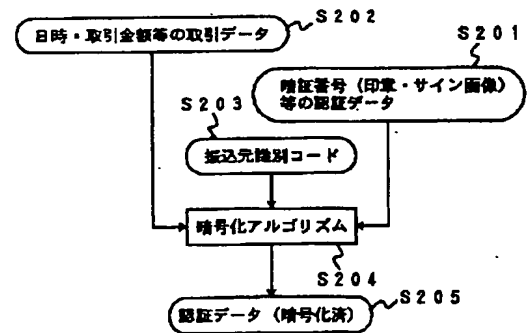 S202
日時・取引金額等の取引データ
S201
暗証番号（印章・サイン画像）
等の認証データ
S203
振込元識別コード
暗号化アルゴリズム
S204
S205
認証データ（暗号化済）